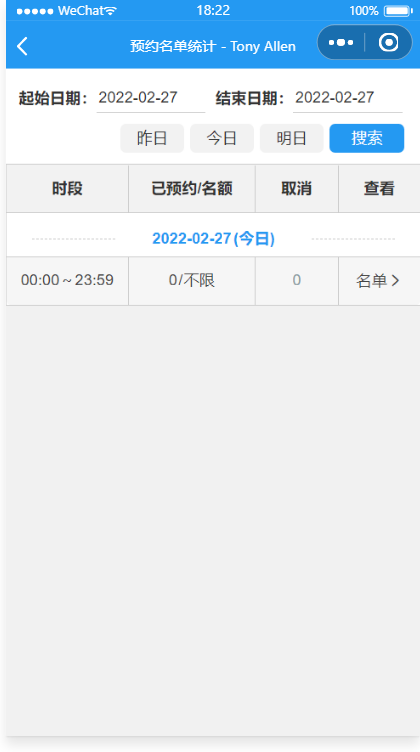 WeChat 18:22 100%
预约名单统计 - Tony Allen
起始日期: 2022-02-27 结束日期: 2022-02-27
昨日 今日 明日 搜索
时段 已预约/名额 取消 查看
2022-02-27(今日)
00:00～23:59 0/不限 0 名单